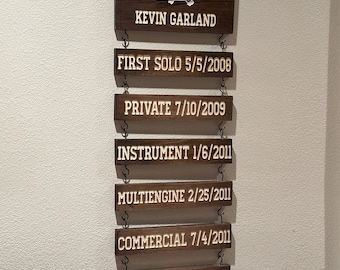 KEVIN GARLAND
FIRST SOLO 5/5/2008
PRIVATE 7/10/2009
INSTRUMENT 1/6/2011
MULTIENGINE 2/25/2011
COMMERCIAL 7/4/2011